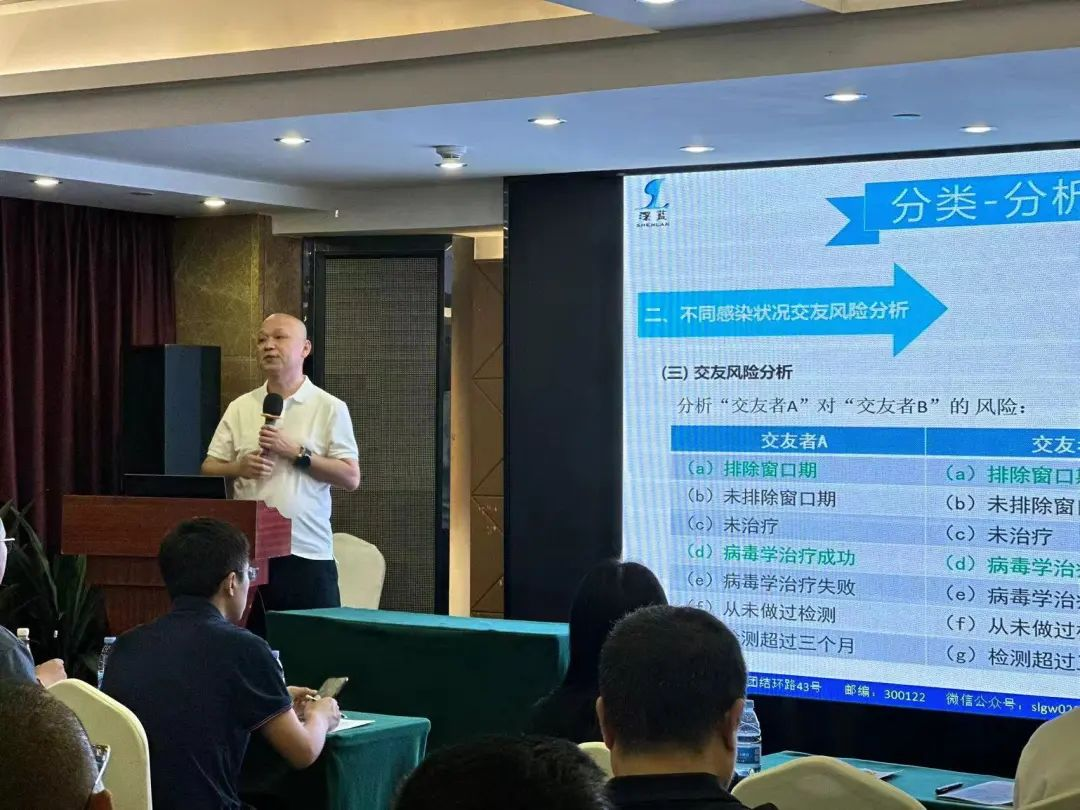 深蓝
SHENLAN
分类-分析
二、不同感染状况交友风险分析
(三) 交友风险分析
分析“交友者A”对“交友者B”的 风险：
交友者A
交友
(a) 排除窗口期
(a) 排除窗口
(b) 未排除窗口期
(b) 未排除窗口
(c) 未治疗
(c) 未治疗
(d) 病毒学治疗成功
(d) 病毒学治
(e) 病毒学治疗失败
(e) 病毒学治
从未做过检测
(f) 从未做过
测超过三个月
(g) 检测超过
团结环路43号 邮编：300122 微信公众号：slgw02